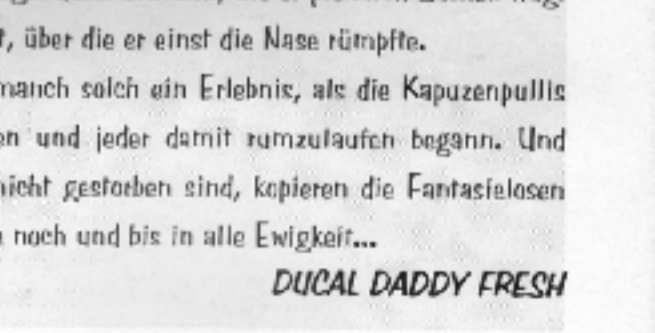 , über die er einst die Nase rümpfte.
manch solch ein Erlebnis, als die Kapuzenpullis
und jeder damit rumzulaufen begann. Und
nicht gestorben sind, kopieren die Fantasielosen
noch und bis in alle Ewigkeit...
DUCAL DADDY FRESH